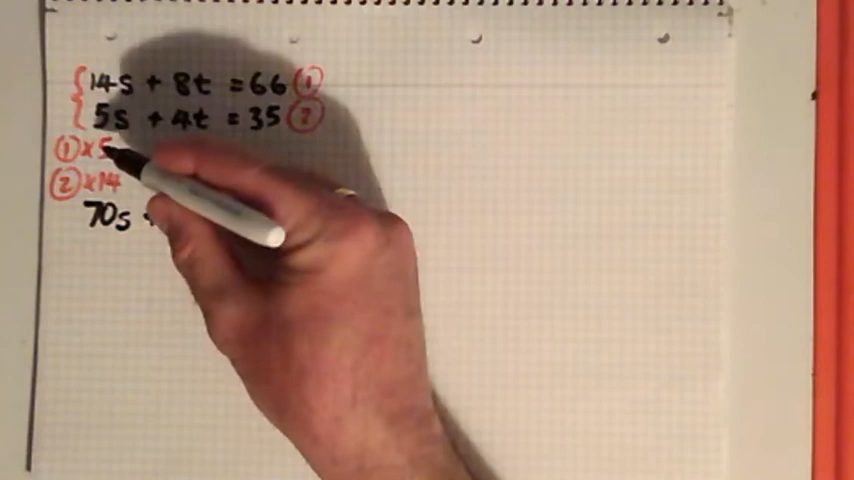 14s + 8t = 66 ①
5s + 4t = 35 ②
① x 5
② x 14
70s +